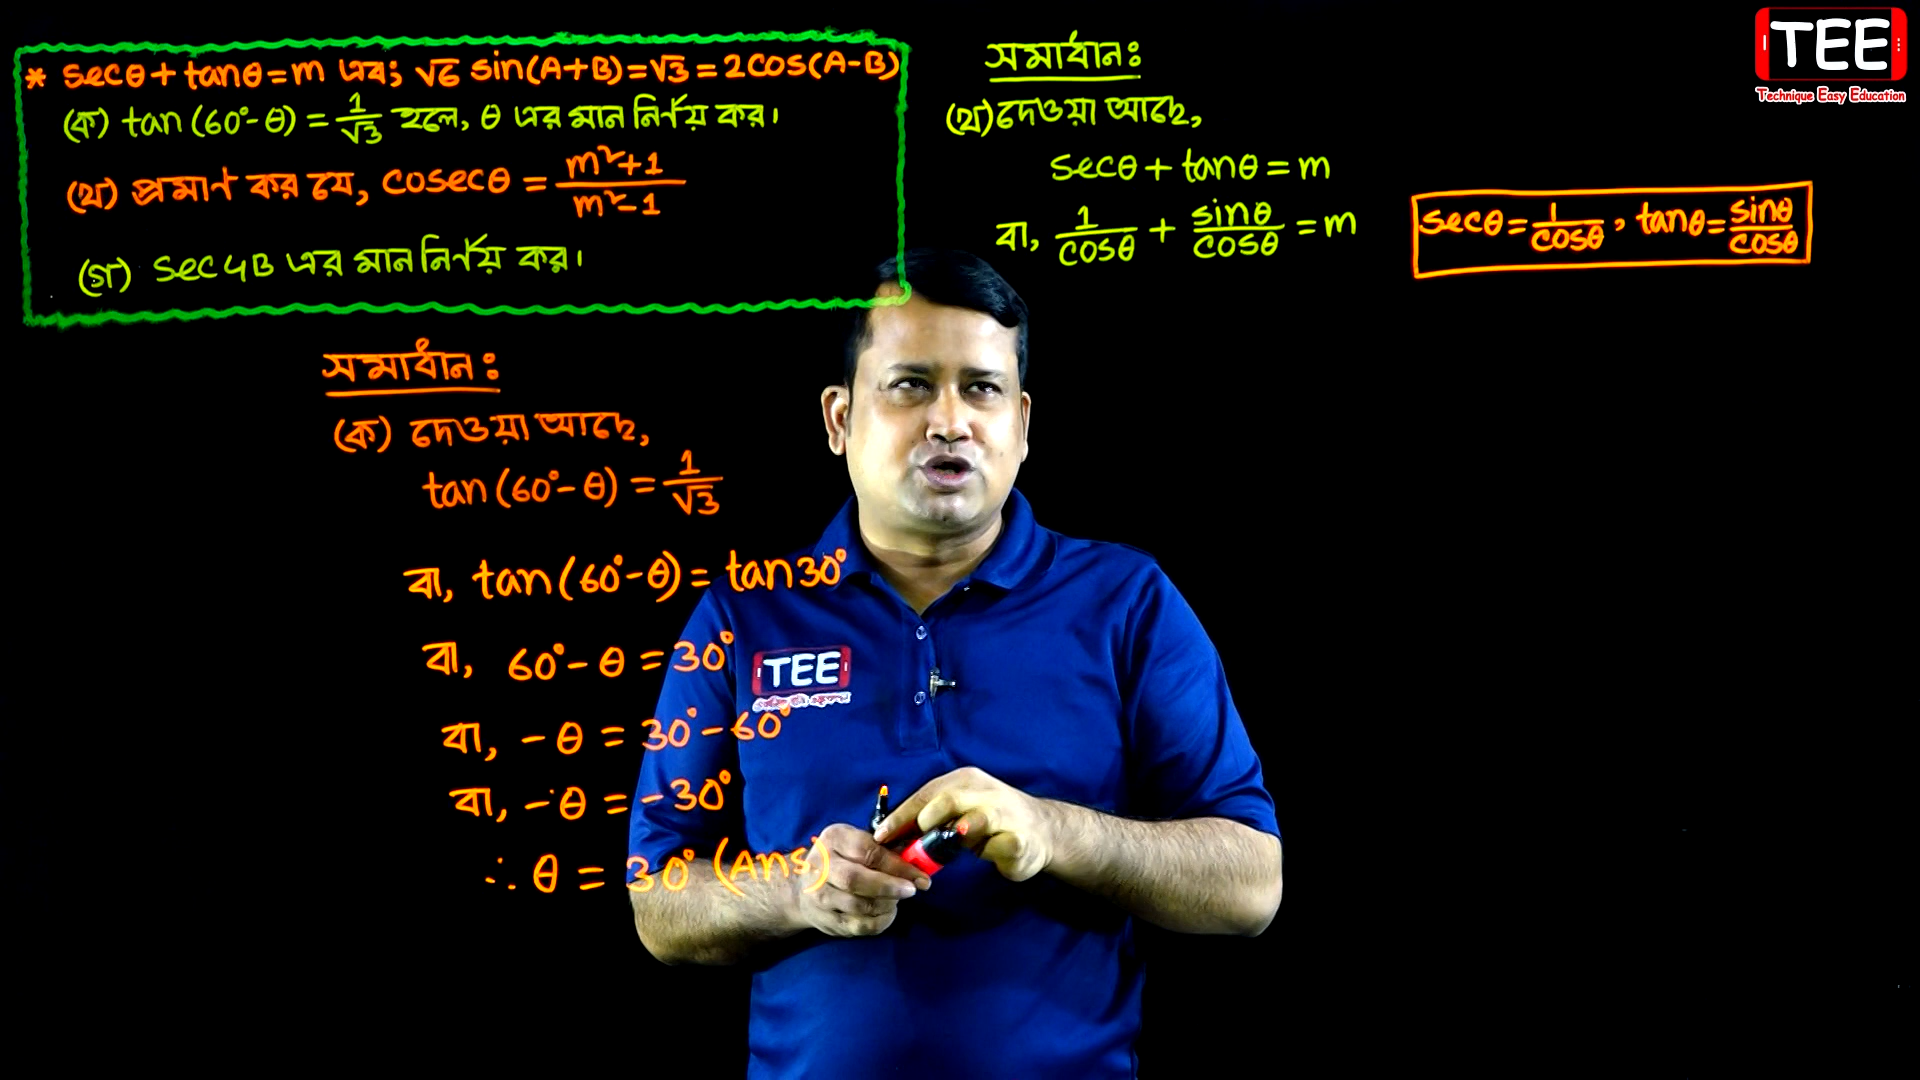 * secθ + tanθ = m এবং √6 sin(A+B) = √3 = 2cos(A-B)
(ক) tan (60° - θ) = 1/√3 হলে, θ এর মান নির্ণয় কর।
(খ) প্রমাণ কর যে, cosecθ = (m²+1)/(m²-1)
(গ) sec4B এর মান নির্ণয় কর।
সমাধানঃ
(ক) দেওয়া আছে,
tan (60° - θ) = 1/√3
বা, tan (60° - θ) = tan 30°
বা, 60° - θ = 30°
বা, - θ = 30° - 60°
বা, - θ = - 30°
∴ θ = 30° (Ans)
সমাধানঃ
(খ) দেওয়া আছে,
secθ + tanθ = m
বা, 1/cosθ + sinθ/cosθ = m
secθ = 1/cosθ, tanθ = sinθ/cosθ
TEE
Technique Easy Education
TEE